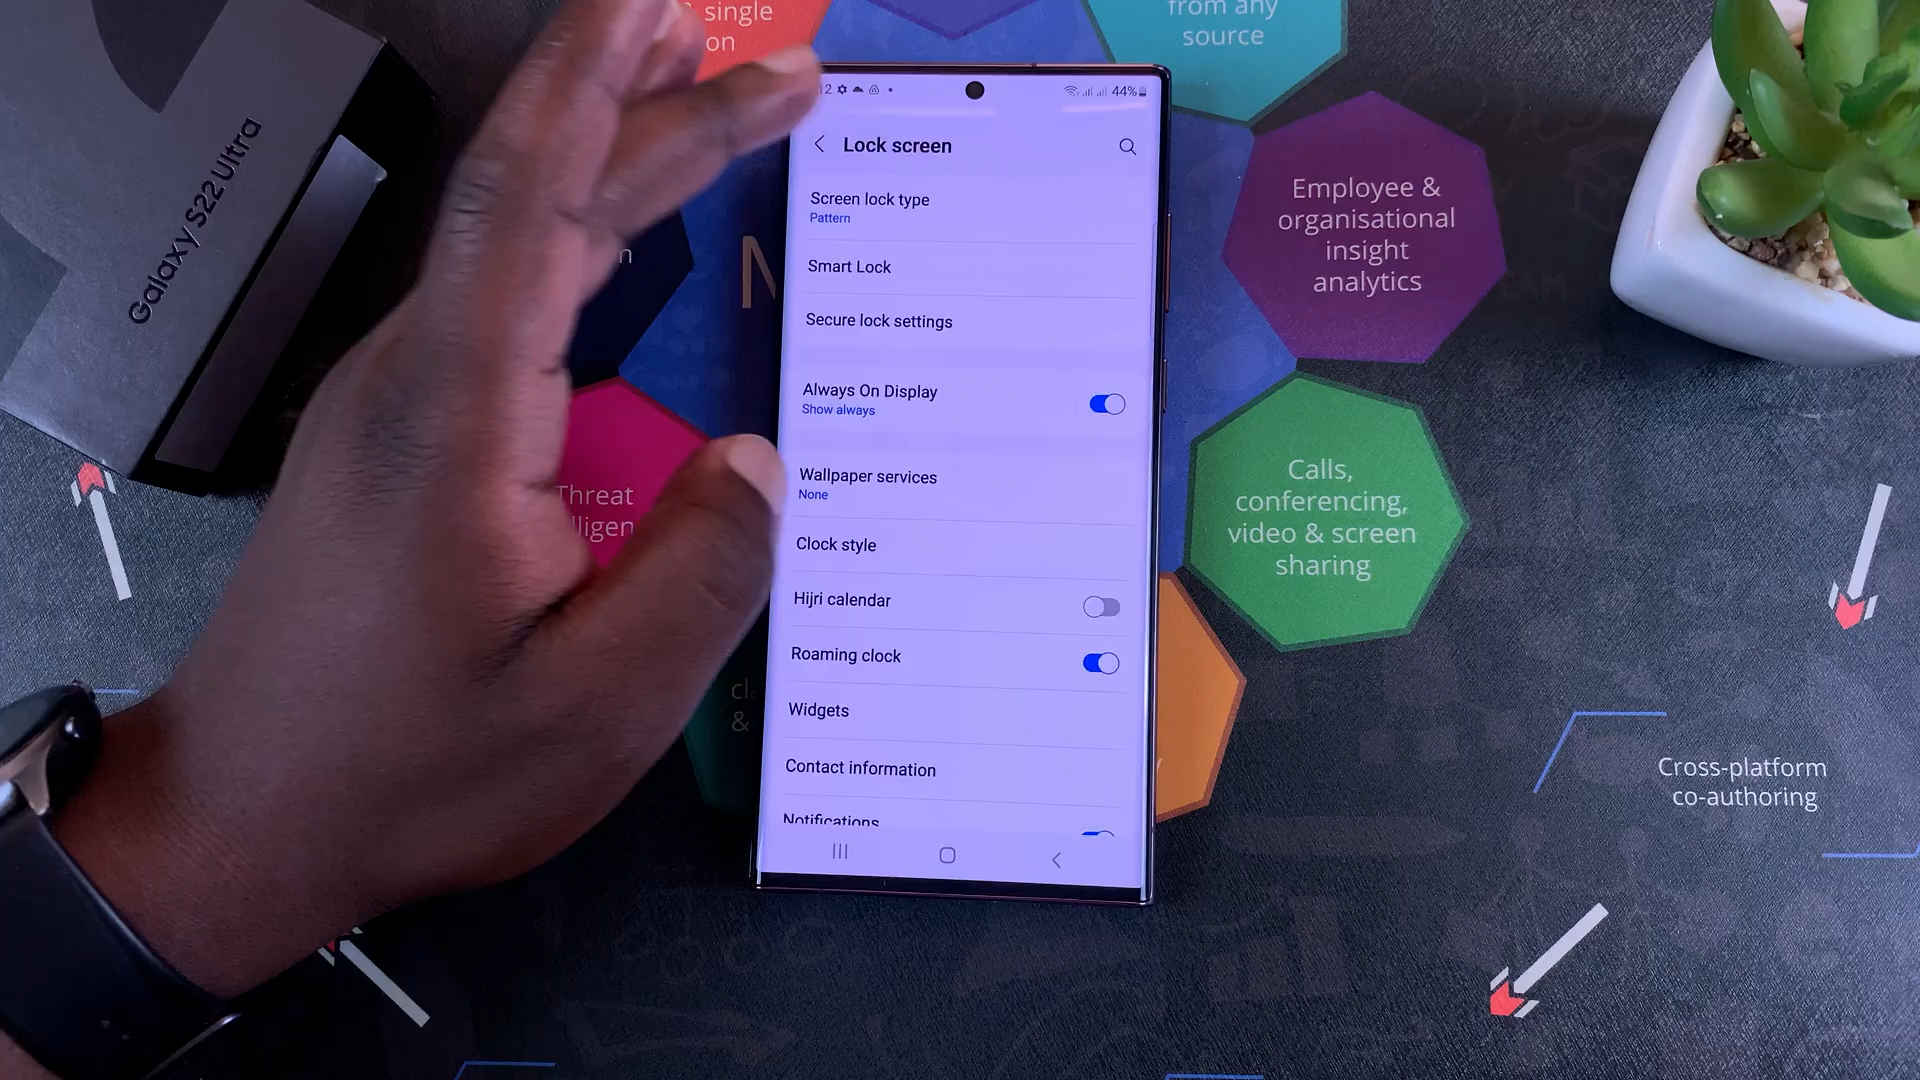 single
on
from any
source
Galaxy S22 Ultra
12
44%
Lock screen
Screen lock type
Pattern
Smart Lock
Secure lock settings
Always On Display
Show always
Wallpaper services
None
Clock style
Hijri calendar
Roaming clock
Widgets
Contact information
Notifications
Employee &
organisational
insight
analytics
Calls,
conferencing,
video & screen
sharing
Threat
lligen
n
N
cl
&
Cross-platform
co-authoring